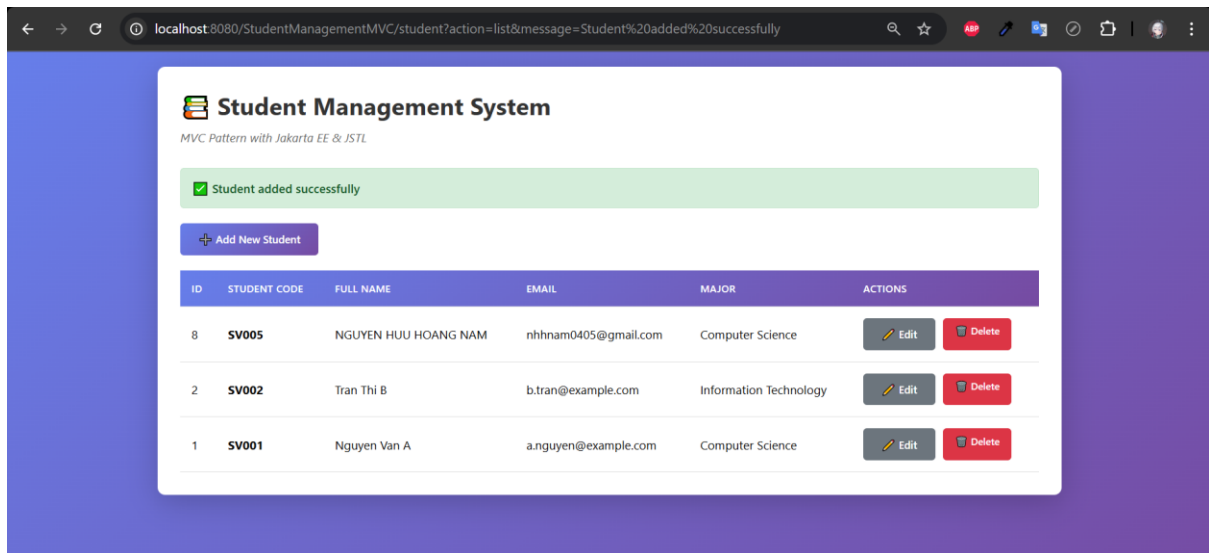 localhost:8080/StudentManagementMVC/student?action=list&message=Student%20added%20successfully
ABP
Student Management System
MVC Pattern with Jakarta EE & JSTL
Student added successfully
Add New Student
ID STUDENT CODE FULL NAME EMAIL MAJOR ACTIONS
8 SV005 NGUYEN HUU HOANG NAM nhhnam0405@gmail.com Computer Science Edit Delete
2 SV002 Tran Thi B b.tran@example.com Information Technology Edit Delete
1 SV001 Nguyen Van A a.nguyen@example.com Computer Science Edit Delete